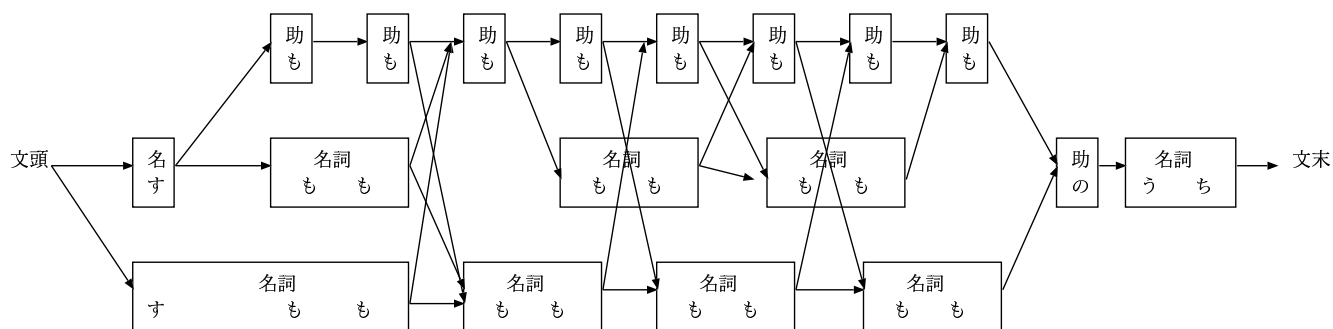 助 助 助 助 助 助 助 助
も も も も も も も も
文頭 名 名詞 名詞 名詞 助 名詞 文末
す も も も も も も の う ち
名詞 名詞 名詞 名詞
す も も も も も も も も